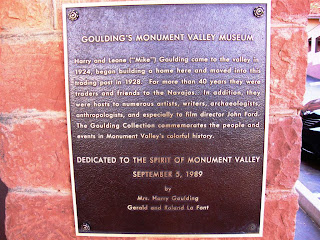 GOULDING'S MONUMENT VALLEY MUSEUM
Harry and Leone ("Mike") Goulding came to the valley in
1924, began building a home here and moved into this
trading post in 1928. For more than 40 years they were
traders and friends to the Navajos. In addition, they
were hosts to numerous artists, writers, archaeologists,
anthropologists, and especially to film director John Ford.
The Goulding Collection commemorates the people and
events in Monument Valley's colorful history.
DEDICATED TO THE SPIRIT OF MONUMENT VALLEY
SEPTEMBER 5, 1989
by
Mrs. Harry Goulding
Gerald and Roland La Font